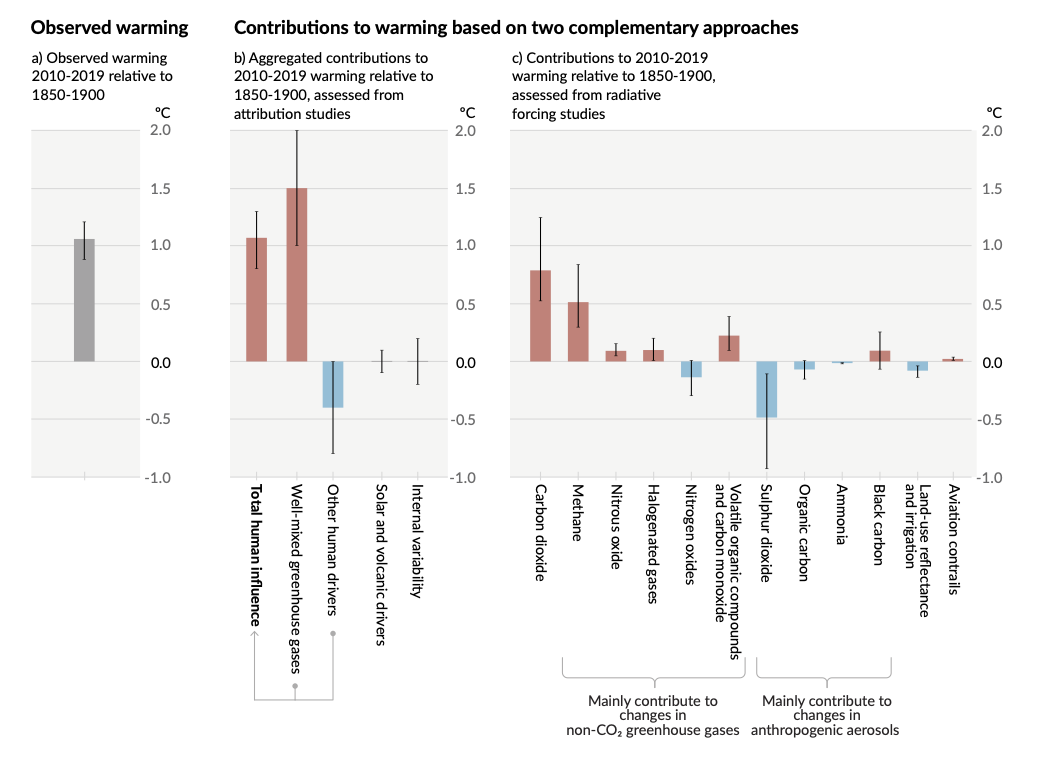 Observed warming
Contributions to warming based on two complementary approaches
a) Observed warming
2010-2019 relative to
1850-1900
b) Aggregated contributions to
2010-2019 warming relative to
1850-1900, assessed from
attribution studies
c) Contributions to 2010-2019
warming relative to 1850-1900,
assessed from radiative
forcing studies
°C
2.0
1.5
1.0
0.5
0.0
-0.5
-1.0
°C
2.0
1.5
1.0
0.5
0.0
-0.5
-1.0
°C
2.0
1.5
1.0
0.5
0.0
-0.5
-1.0
Total human influence
Well-mixed greenhouse gases
Other human drivers
Solar and volcanic drivers
Internal variability
Carbon dioxide
Methane
Nitrous oxide
Halogenated gases
Nitrogen oxides
Volatile organic compounds
and carbon monoxide
Sulphur dioxide
Organic carbon
Ammonia
Black carbon
Land-use reflectance
and irrigation
Aviation contrails
Mainly contribute to
changes in
non-CO₂ greenhouse gases
Mainly contribute to
changes in
anthropogenic aerosols